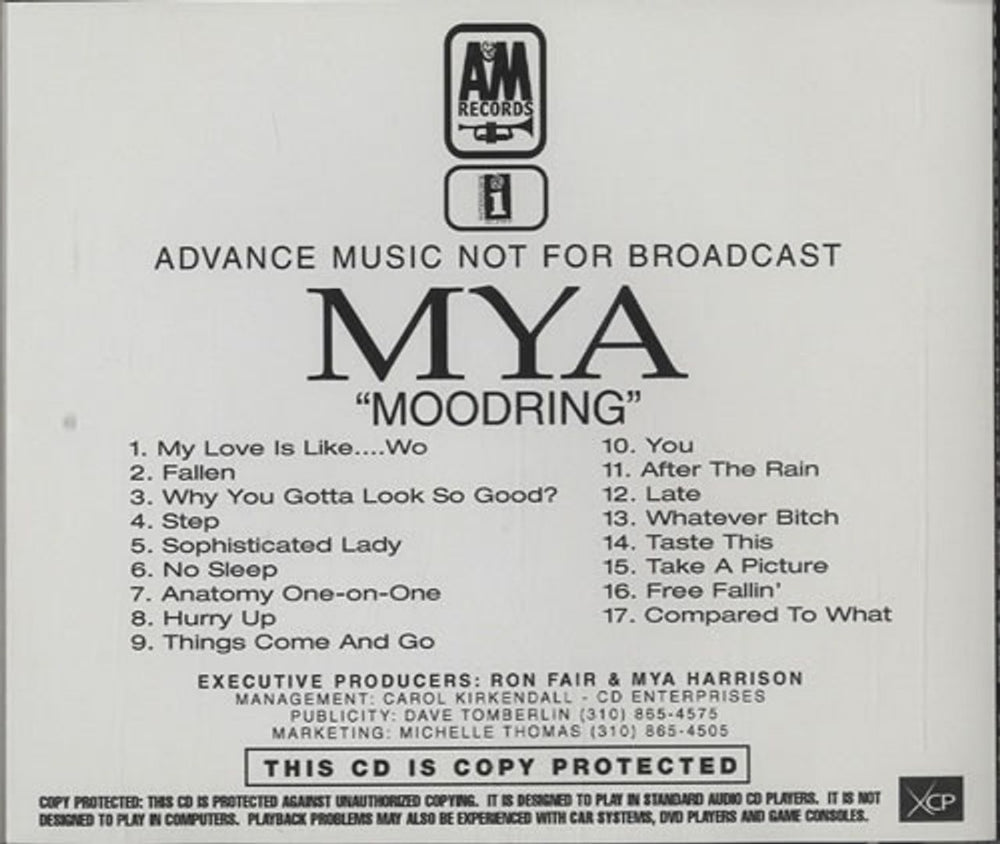 A&M
RECORDS
i
ADVANCE MUSIC NOT FOR BROADCAST
MYA
“MOODRING”
1. My Love Is Like....Wo
2. Fallen
3. Why You Gotta Look So Good?
4. Step
5. Sophisticated Lady
6. No Sleep
7. Anatomy One-on-One
8. Hurry Up
9. Things Come And Go
10. You
11. After The Rain
12. Late
13. Whatever Bitch
14. Taste This
15. Take A Picture
16. Free Fallin’
17. Compared To What
EXECUTIVE PRODUCERS: RON FAIR & MYA HARRISON
MANAGEMENT: CAROL KIRKENDALL - CD ENTERPRISES
PUBLICITY: DAVE TOMBERLIN (310) 865-4575
MARKETING: MICHELLE THOMAS (310) 865-4505
THIS CD IS COPY PROTECTED
COPY PROTECTED: THIS CD IS PROTECTED AGAINST UNAUTHORIZED COPYING. IT IS DESIGNED TO PLAY IN STANDARD AUDIO CD PLAYERS. IT IS NOT
DESIGNED TO PLAY IN COMPUTERS. PLAYBACK PROBLEMS MAY ALSO BE EXPERIENCED WITH CAR SYSTEMS, DVD PLAYERS AND GAME CONSOLES.
XCP